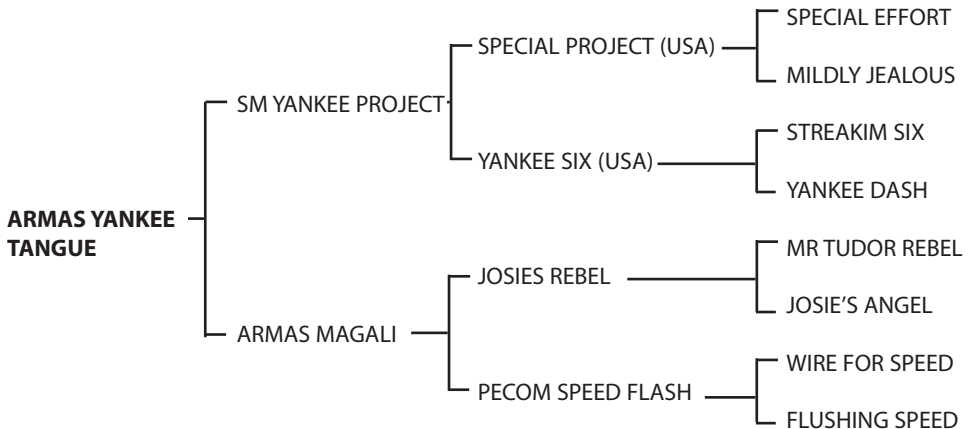 SPECIAL EFFORT
SPECIAL PROJECT (USA)
MILDLY JEALOUS
SM YANKEE PROJECT
STREAKIM SIX
YANKEE SIX (USA)
YANKEE DASH
ARMAS YANKEE
TANGUE
MR TUDOR REBEL
JOSIES REBEL
JOSIE'S ANGEL
ARMAS MAGALI
WIRE FOR SPEED
PECOM SPEED FLASH
FLUSHING SPEED